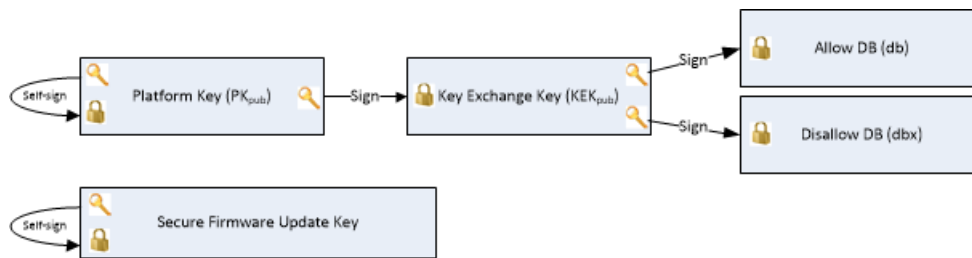 Self-sign
Platform Key (PKpub)
Sign
Key Exchange Key (KEKpub)
Sign
Allow DB (db)
Sign
Disallow DB (dbx)
Self-sign
Secure Firmware Update Key